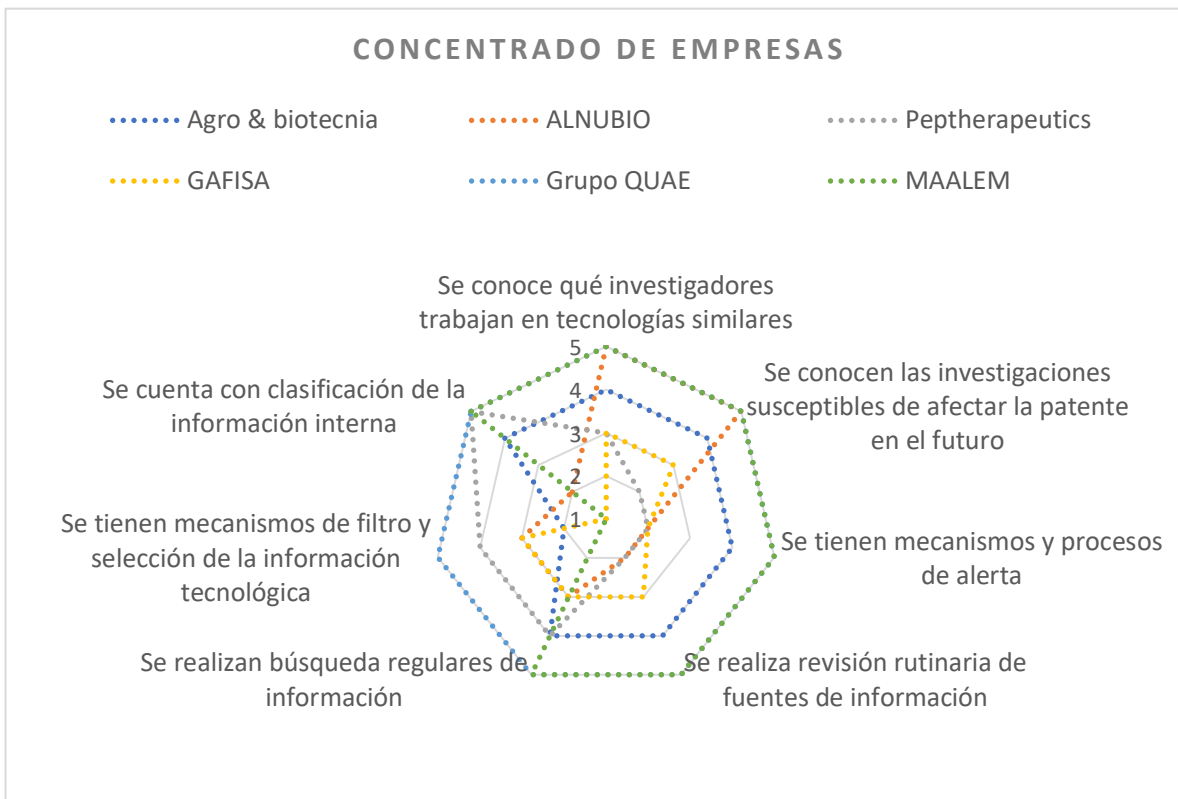 CONCENTRADO DE EMPRESAS
Agro & biotecnia
ALNUBIO
Peptherapeutics
GAFISA
Grupo QUAE
MAALEM
Se conoce qué investigadores
trabajan en tecnologías similares
5
4
3
2
1
Se conocen las investigaciones
susceptibles de afectar la patente
en el futuro
Se tienen mecanismos y procesos
de alerta
Se realiza revisión rutinaria de
fuentes de información
Se realizan búsqueda regulares de
información
Se tienen mecanismos de filtro y
selección de la información
tecnológica
Se cuenta con clasificación de la
información interna